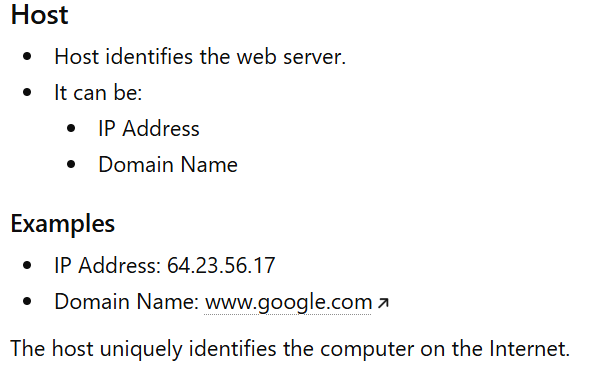 Host
Host identifies the web server.
It can be:
IP Address
Domain Name
Examples
IP Address: 64.23.56.17
Domain Name: www.google.com
The host uniquely identifies the computer on the Internet.